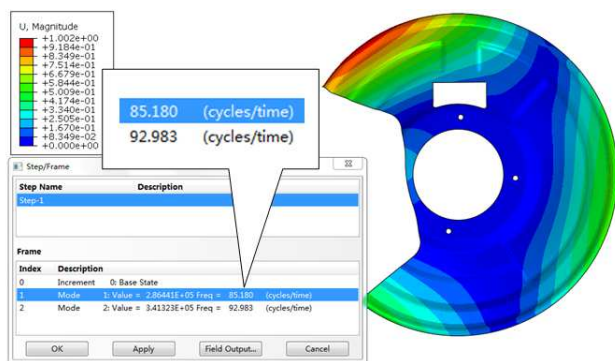 U, Magnitude
+1.002e+00
+9.184e-01
+8.349e-01
+7.514e-01
+6.679e-01
+5.844e-01
+5.009e-01
+4.174e-01
+3.340e-01
+2.505e-01
+1.670e-01
+8.349e-02
+0.000e+00
85.180 (cycles/time)
92.983 (cycles/time)
Step/Frame
Step Name Description
Step-1
Frame
Index Description
0 Increment 0: Base State
1 Mode 1: Value = 2.86441E+05 Freq = 85.180 (cycles/time)
2 Mode 2: Value = 3.41323E+05 Freq = 92.983 (cycles/time)
OK Apply Field Output... Cancel